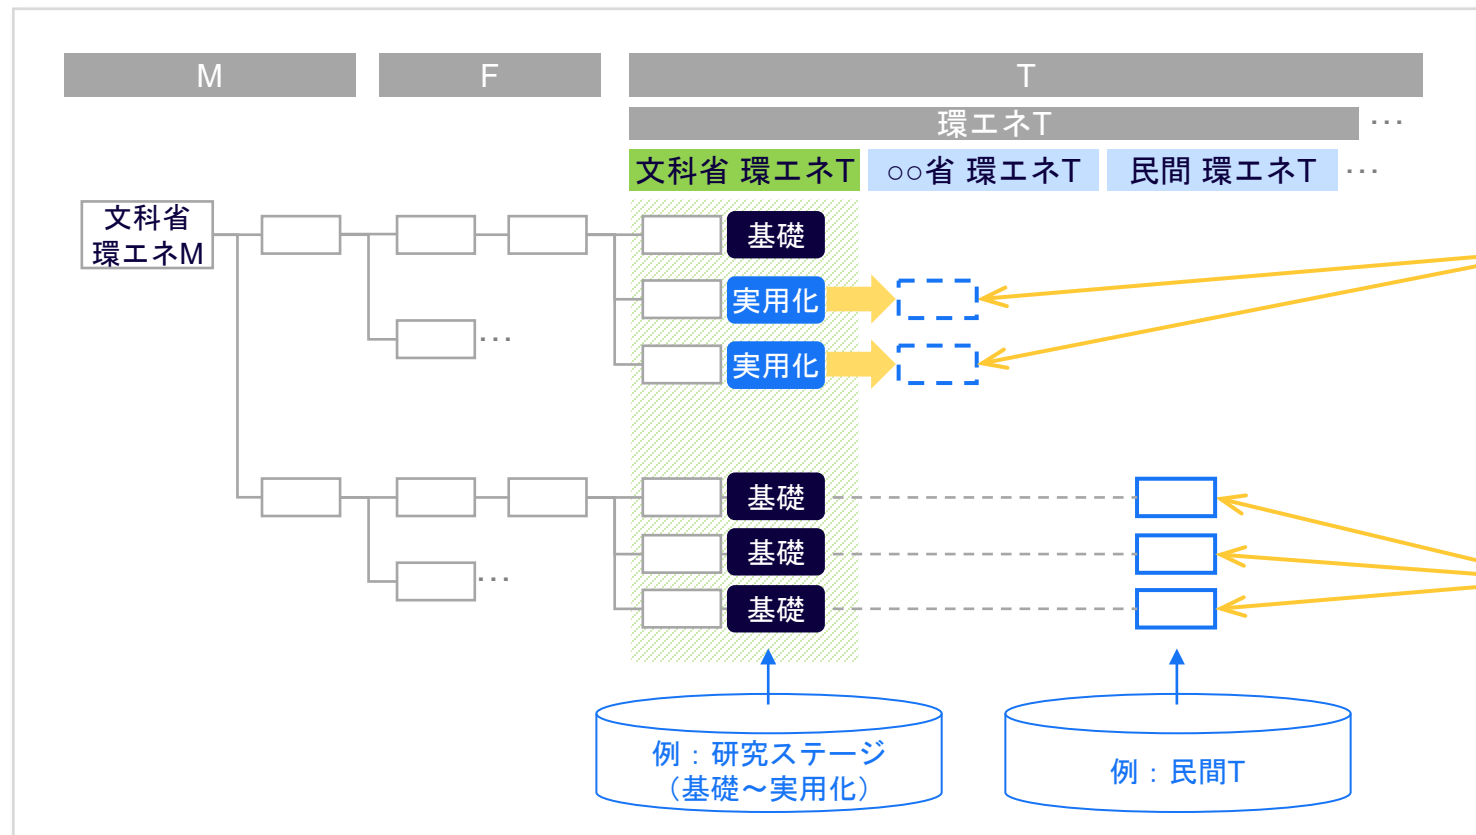 M
F
T
環エネT
…
文科省 環エネT
○○省 環エネT
民間 環エネT
…
文科省
環エネM
基礎
実用化
…
実用化
基礎
基礎
…
基礎
例：研究ステージ
（基礎～実用化）
例：民間T